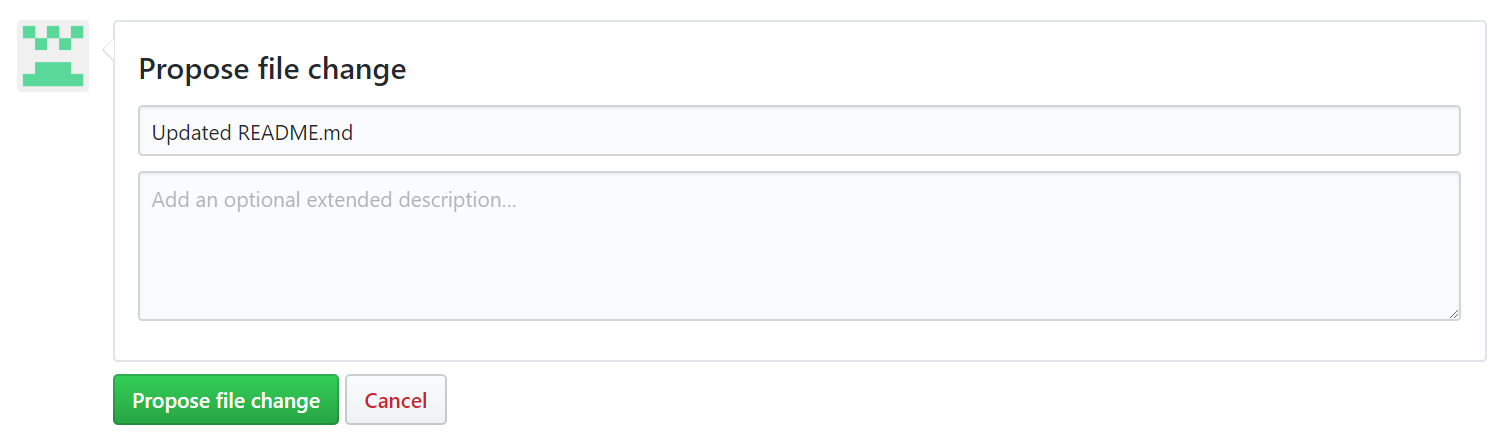 Propose file change
Updated README.md
Add an optional extended description...
Propose file change
Cancel